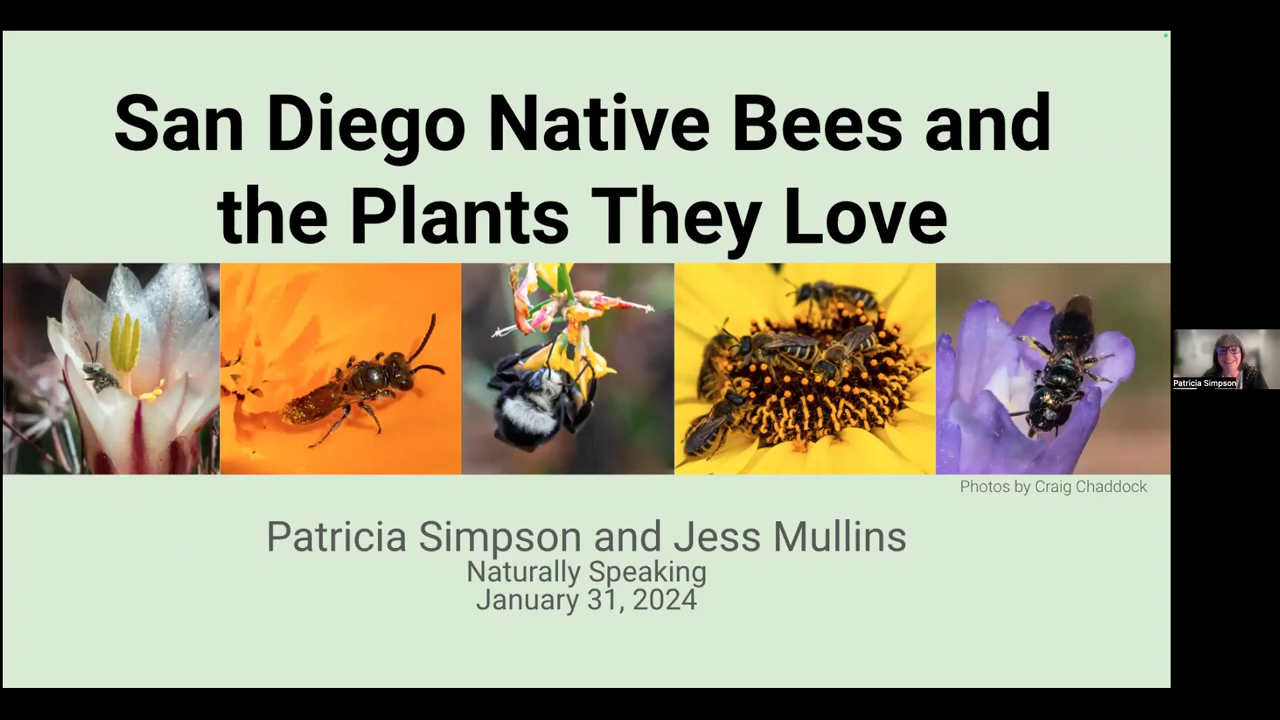 San Diego Native Bees and
the Plants They Love
Photos by Craig Chaddock
Patricia Simpson
Patricia Simpson and Jess Mullins
Naturally Speaking
January 31, 2024